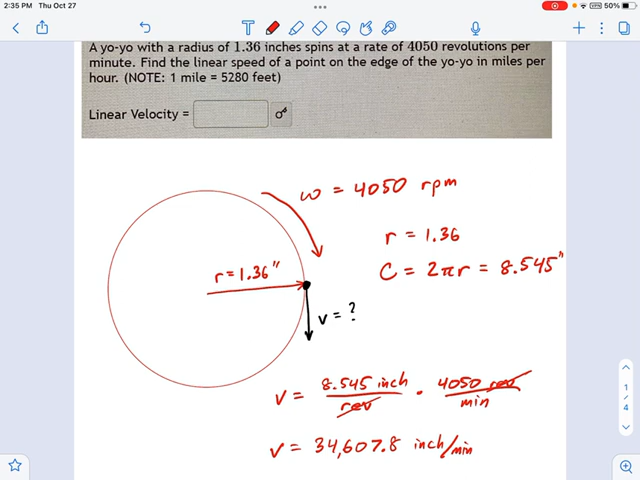 2:35 PM Thu Oct 27
VPN 50%
A yo-yo with a radius of 1.36 inches spins at a rate of 4050 revolutions per
minute. Find the linear speed of a point on the edge of the yo-yo in miles per
hour. (NOTE: 1 mile = 5280 feet)
Linear Velocity =
ω = 4050 rpm
r = 1.36
C = 2πr = 8.545"
r = 1.36"
v = ?
v = 8.545 inch / rev · 4050 rev / min
v = 34,607.8 inch/min
1 / 4